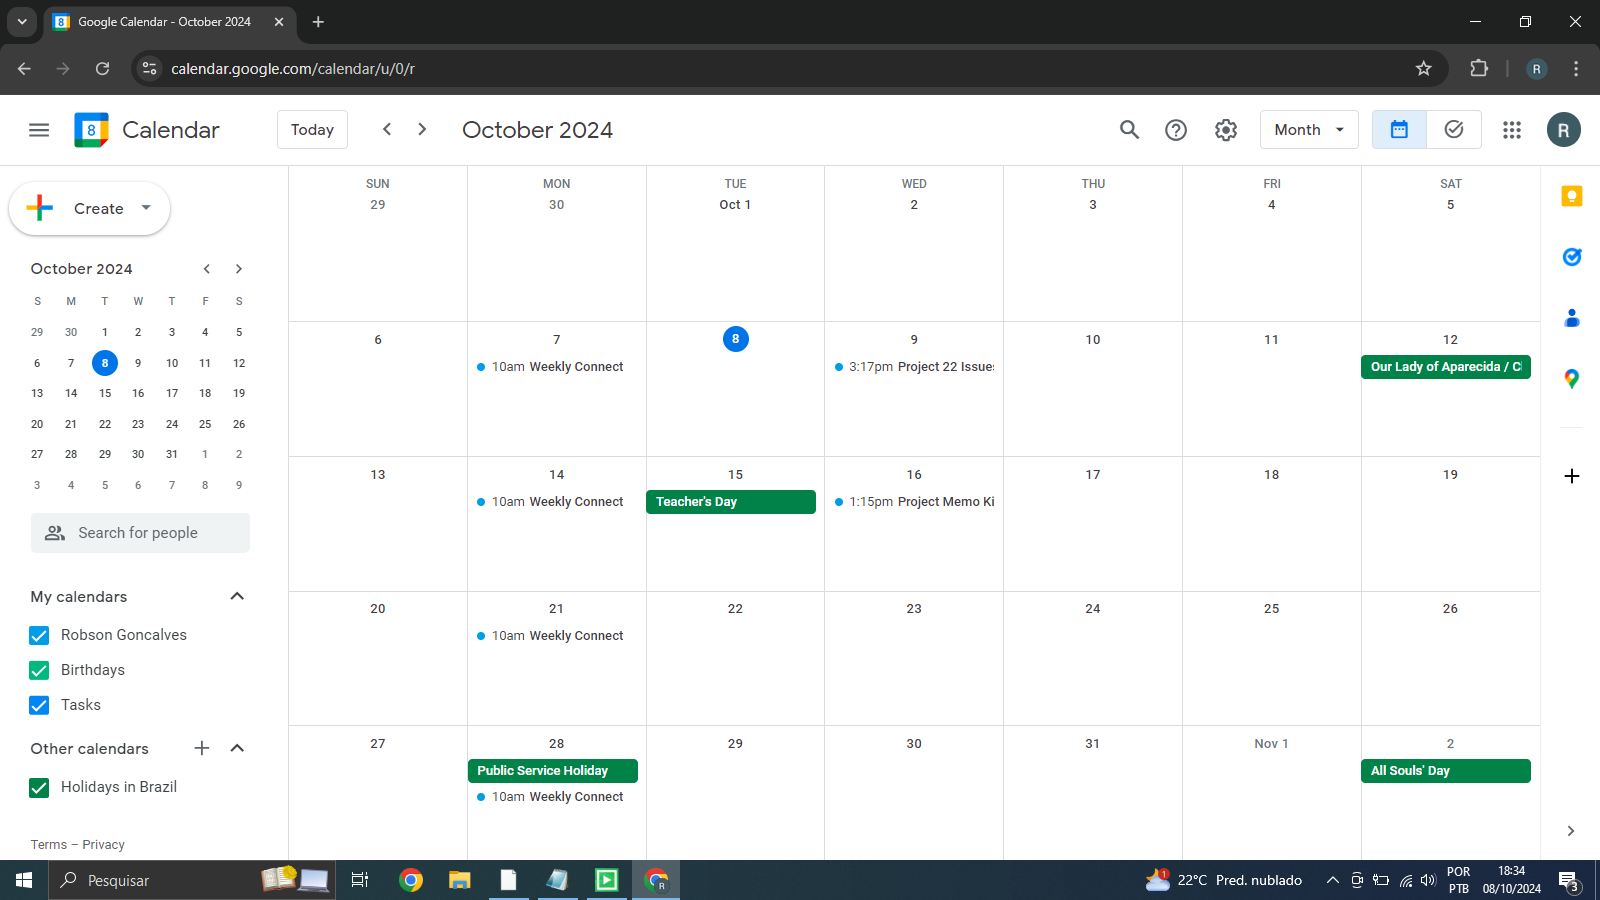 Google Calendar - October 2024
calendar.google.com/calendar/u/0/r
R
8
Calendar
Today
October 2024
Month
R
Create
October 2024
S M T W T F S
29 30 1 2 3 4 5
6 7 8 9 10 11 12
13 14 15 16 17 18 19
20 21 22 23 24 25 26
27 28 29 30 31 1 2
3 4 5 6 7 8 9
Search for people
My calendars
Robson Goncalves
Birthdays
Tasks
Other calendars
Holidays in Brazil
Terms – Privacy
SUN MON TUE WED THU FRI SAT
29 30 Oct 1 2 3 4 5
6 7 8 9 10 11 12
10am Weekly Connect
3:17pm Project 22 Issues
Our Lady of Aparecida / C
13 14 15 16 17 18 19
10am Weekly Connect
Teacher's Day
1:15pm Project Memo Ki
20 21 22 23 24 25 26
10am Weekly Connect
27 28 29 30 31 Nov 1 2
Public Service Holiday
All Souls' Day
10am Weekly Connect
Pesquisar
R
1
22°C Pred. nublado
POR
PTB
18:34
08/10/2024
3